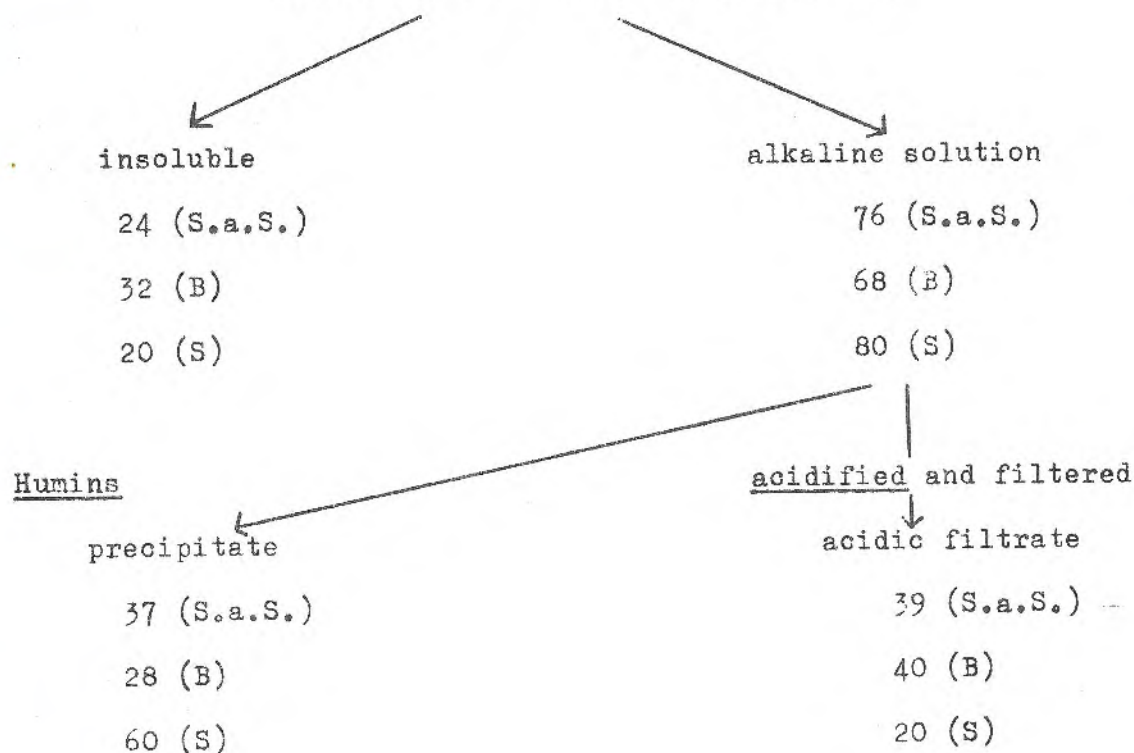 insoluble
alkaline solution
24 (S.a.S.)
76 (S.a.S.)
32 (B)
68 (B)
20 (S)
80 (S)
Humins
acidified and filtered
precipitate
acidic filtrate
37 (S.a.S.)
39 (S.a.S.)
28 (B)
40 (B)
60 (S)
20 (S)